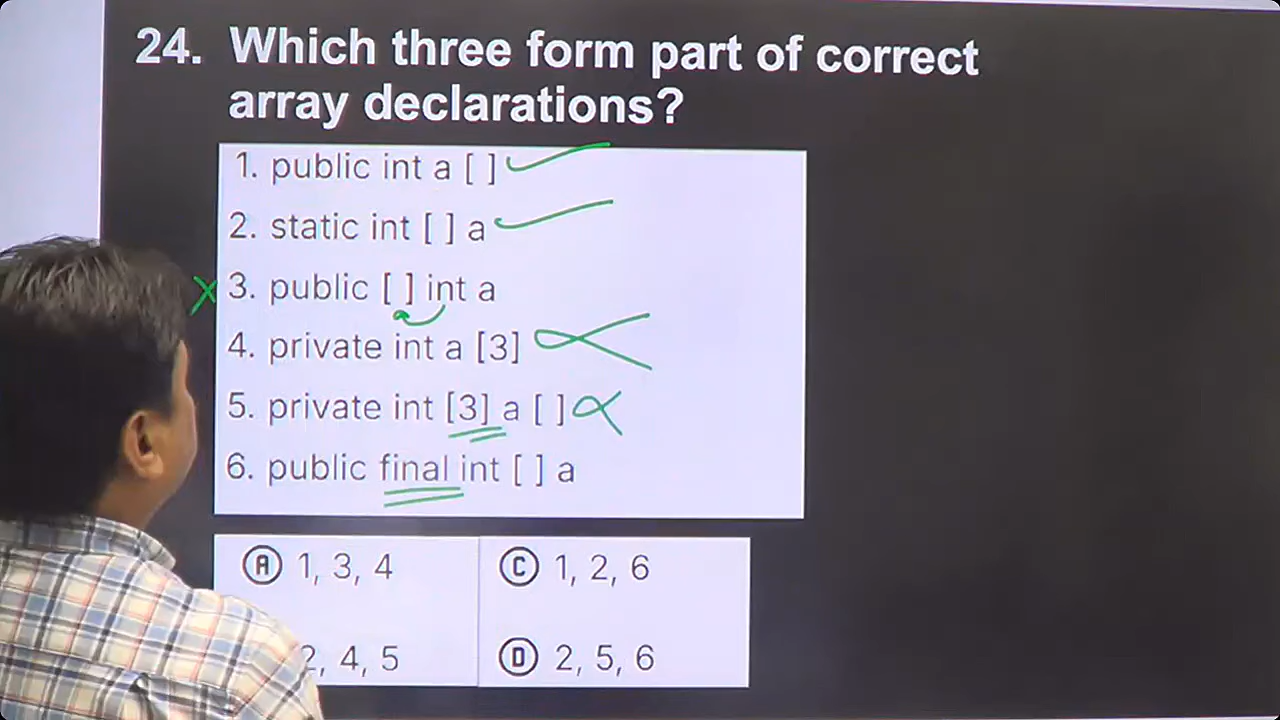 24. Which three form part of correct
array declarations?
1. public int a [ ]
2. static int [ ] a
3. public [ ] int a
4. private int a [3]
5. private int [3] a [ ]
6. public final int [ ] a
A 1, 3, 4
C 1, 2, 6
2, 4, 5
D 2, 5, 6